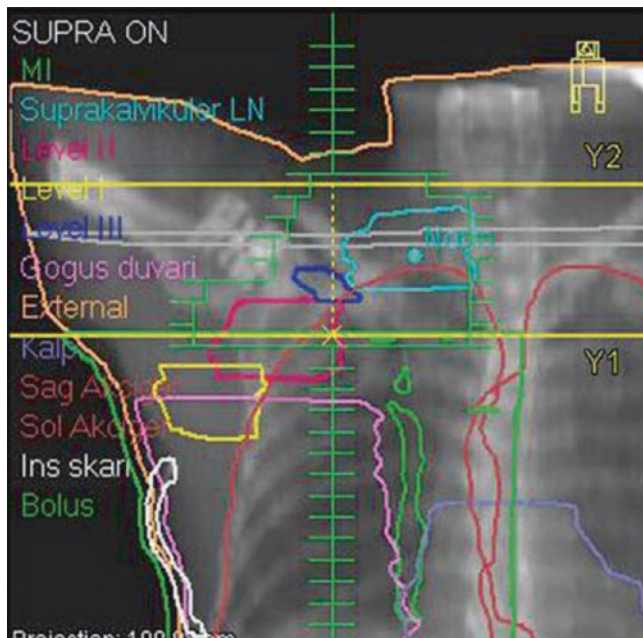 SUPRA ON
MI
Suprakalvikuler LN
Level II
Y2
Level I
Level III
Gogus duvari
External
Kalp
Y1
Sag Akciger
Sol Akciger
Ins skari
Bolus